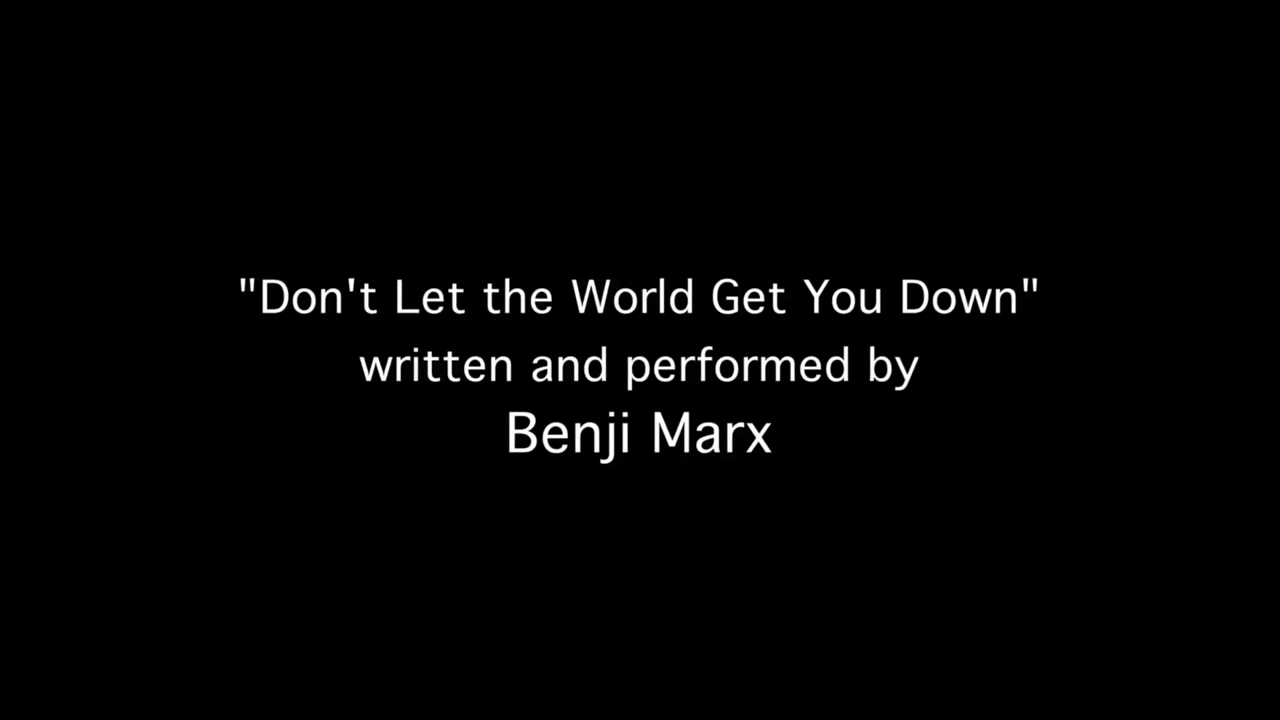 "Don't Let the World Get You Down"
written and performed by
Benji Marx